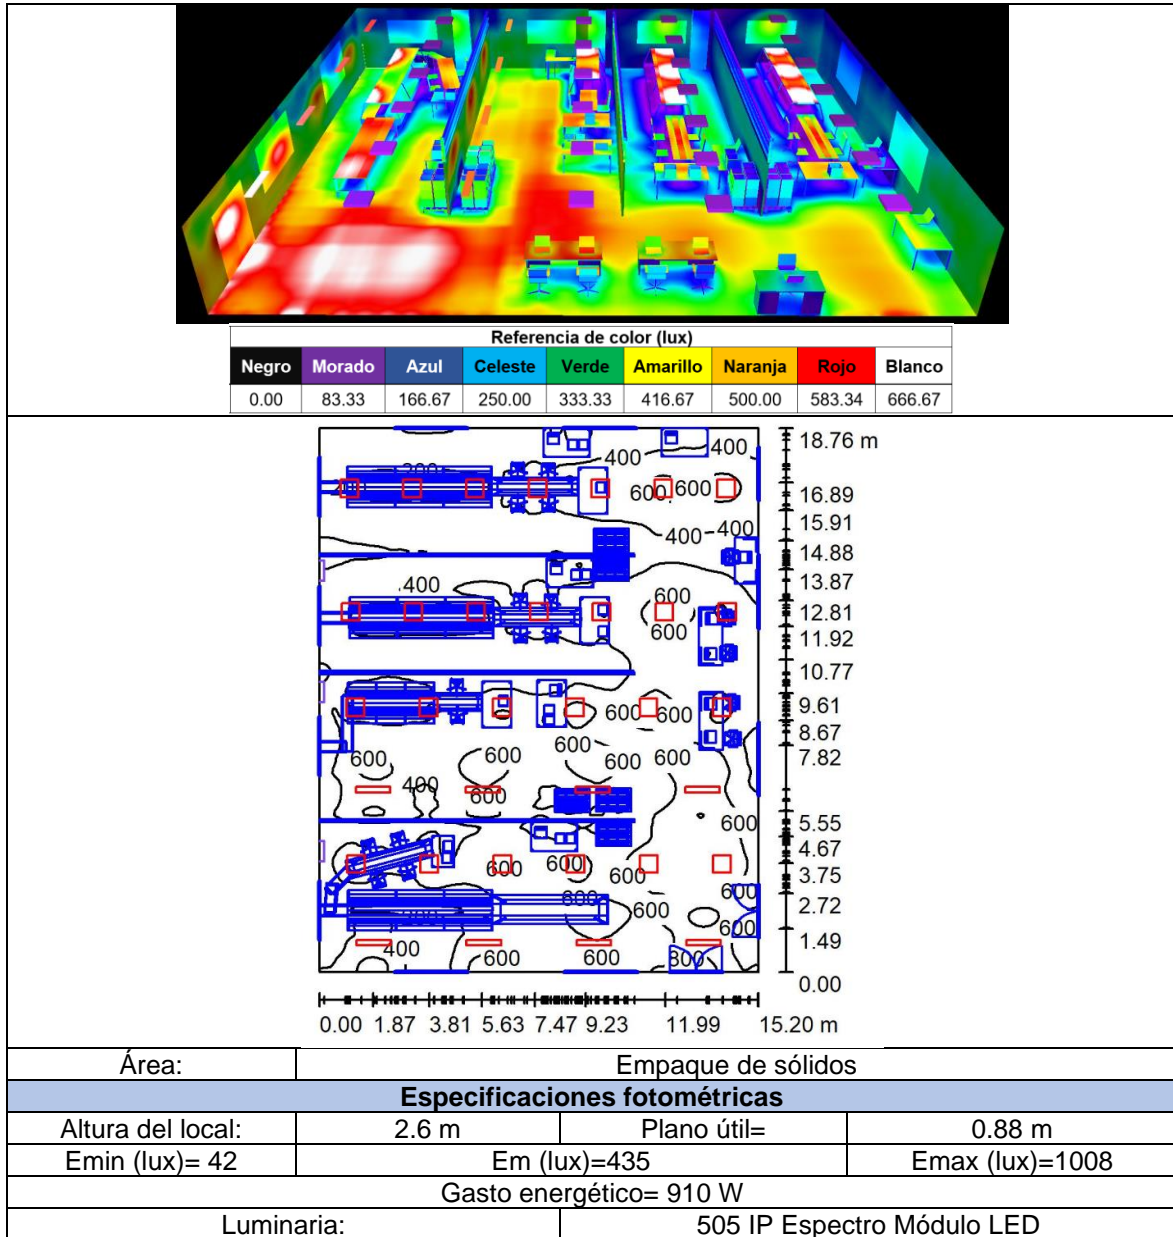 Referencia de color (lux)
Negro Morado Azul Celeste Verde Amarillo Naranja Rojo Blanco
0.00 83.33 166.67 250.00 333.33 416.67 500.00 583.34 666.67
18.76 m
400
400
600 600
16.89
15.91
400 400
14.88
13.87
400
600
12.81
600
11.92
10.77
9.61
600 600
8.67
600 600 600 600
7.82
400
600
600
5.55
4.67
600 600
600
3.75
600
600
600
2.72
600
1.49
400 600 600 800
0.00
0.00 1.87 3.81 5.63 7.47 9.23 11.99 15.20 m
Área: Empaque de sólidos
Especificaciones fotométricas
Altura del local: 2.6 m Plano útil= 0.88 m
Emin (lux)= 42 Em (lux)=435 Emax (lux)=1008
Gasto energético= 910 W
Luminaria: 505 IP Espectro Módulo LED